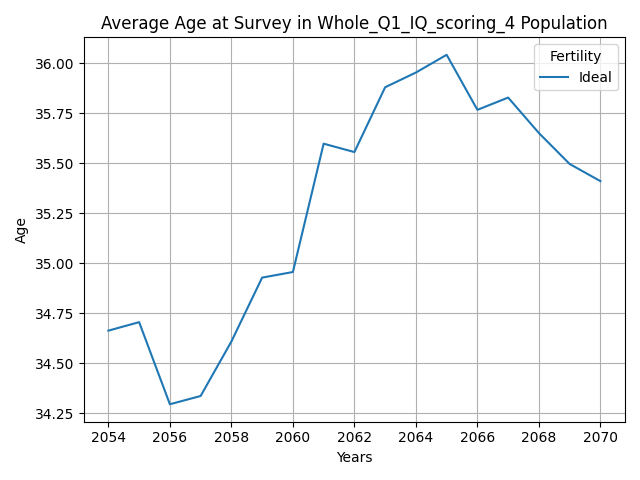 Average Age at Survey in Whole_Q1_IQ_scoring_4 Population
Fertility
Ideal
36.00
35.75
35.50
35.25
35.00
34.75
34.50
34.25
Age
2054 2056 2058 2060 2062 2064 2066 2068 2070
Years